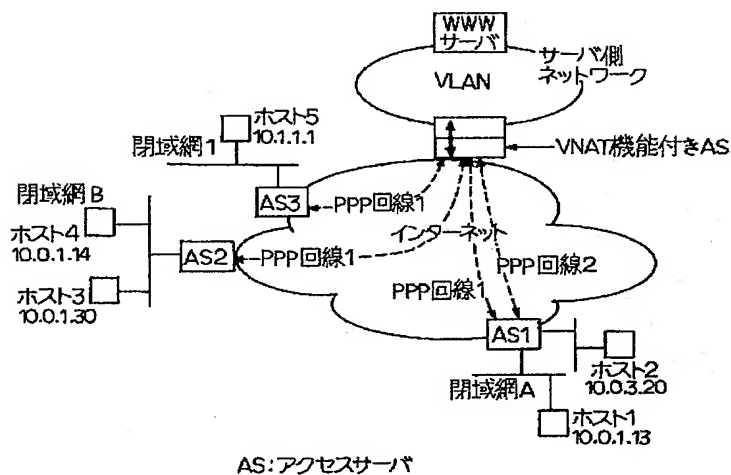 WWW
サーバ
サーバ側
ネットワーク
VLAN
ホスト5
10.1.1.1
閉域網1
VNAT機能付きAS
閉域網B
AS3
PPP回線1
ホスト4
10.0.1.14
インターネット
AS2
PPP回線1
PPP回線2
ホスト3
10.0.1.30
PPP回線1
AS1
ホスト2
10.0.3.20
閉域網A
ホスト1
10.0.1.13
AS:アクセスサーバ